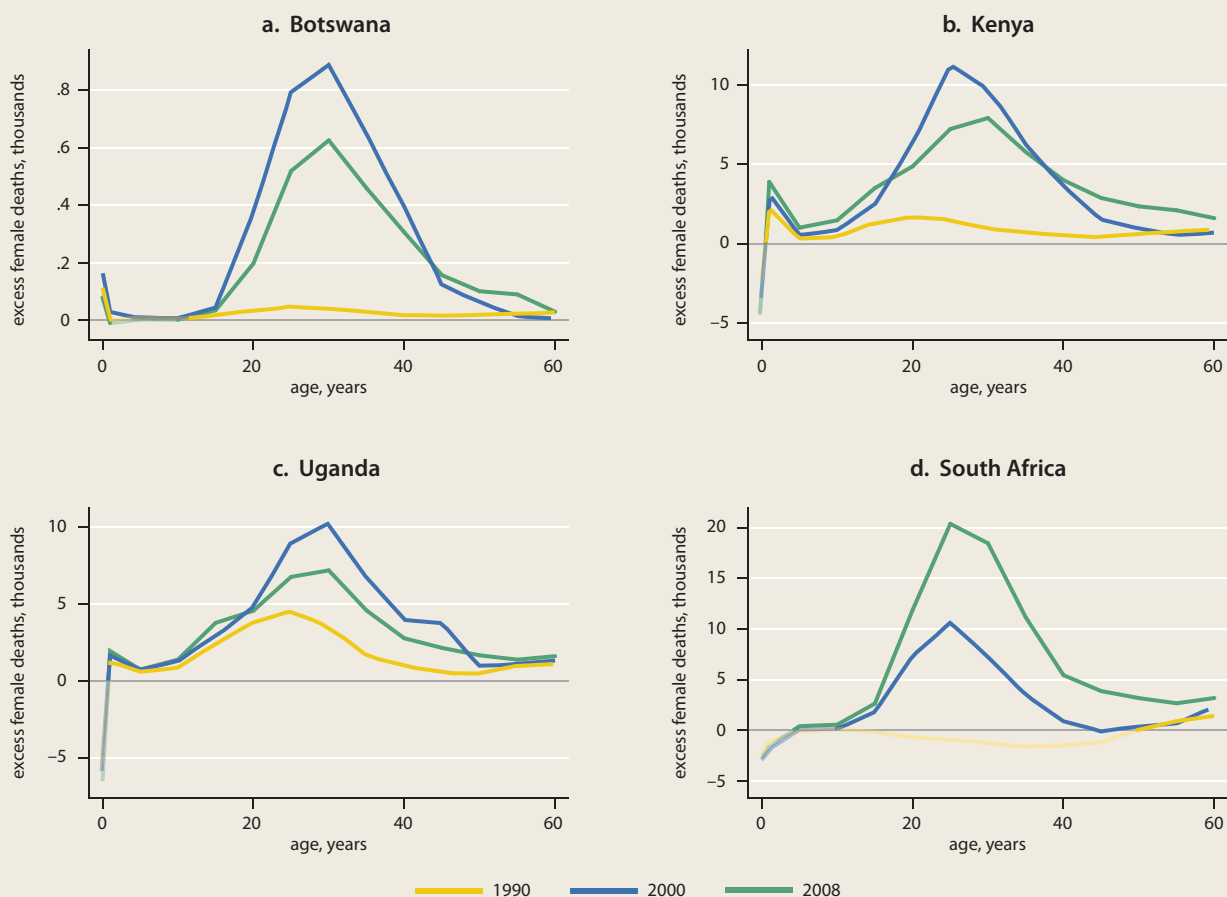 a. Botswana
excess female deaths, thousands
.8
.6
.4
.2
0
0 20 40 60
age, years
b. Kenya
excess female deaths, thousands
10
5
0
−5
0 20 40 60
age, years
c. Uganda
excess female deaths, thousands
10
5
0
−5
0 20 40 60
age, years
d. South Africa
excess female deaths, thousands
20
15
10
5
0
−5
0 20 40 60
age, years
1990 2000 2008